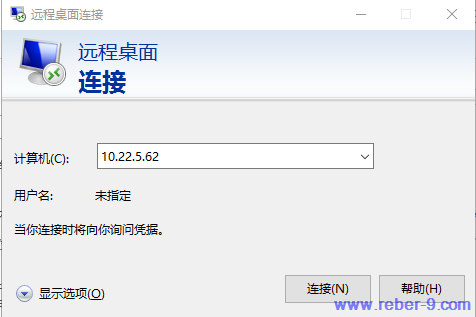 远程桌面连接
远程桌面
连接
计算机(C):
10.22.5.62
用户名:
未指定
当你连接时将向你询问凭据。
显示选项(O)
连接(N)
帮助(H)
www.reber-9.com